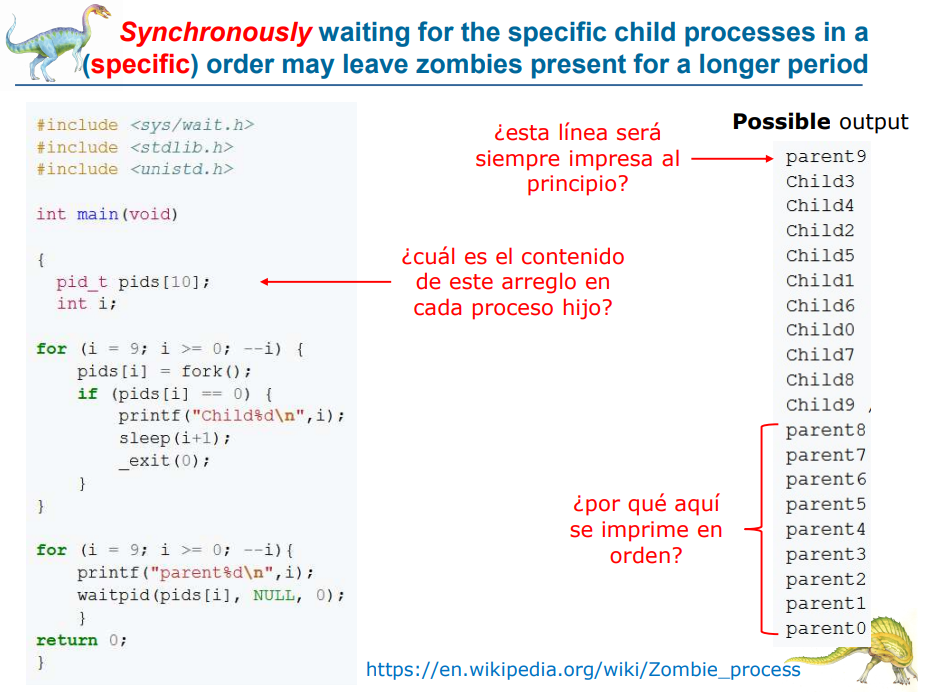 Synchronously waiting for the specific child processes in a
(specific) order may leave zombies present for a longer period
#include <sys/wait.h>
#include <stdlib.h>
#include <unistd.h>
int main(void)
{
pid_t pids[10];
int i;
for (i = 9; i >= 0; --i) {
pids[i] = fork();
if (pids[i] == 0) {
printf("Child%d\n",i);
sleep(i+1);
_exit(0);
}
}
for (i = 9; i >= 0; --i){
printf("parent%d\n",i);
waitpid(pids[i], NULL, 0);
}
return 0;
}
¿esta línea será
siempre impresa al
principio?
¿cuál es el contenido
de este arreglo en
cada proceso hijo?
¿por qué aquí
se imprime en
orden?
Possible output
parent9
Child3
Child4
Child2
Child5
Child1
Child6
Child0
Child7
Child8
Child9
parent8
parent7
parent6
parent5
parent4
parent3
parent2
parent1
parent0
https://en.wikipedia.org/wiki/Zombie_process